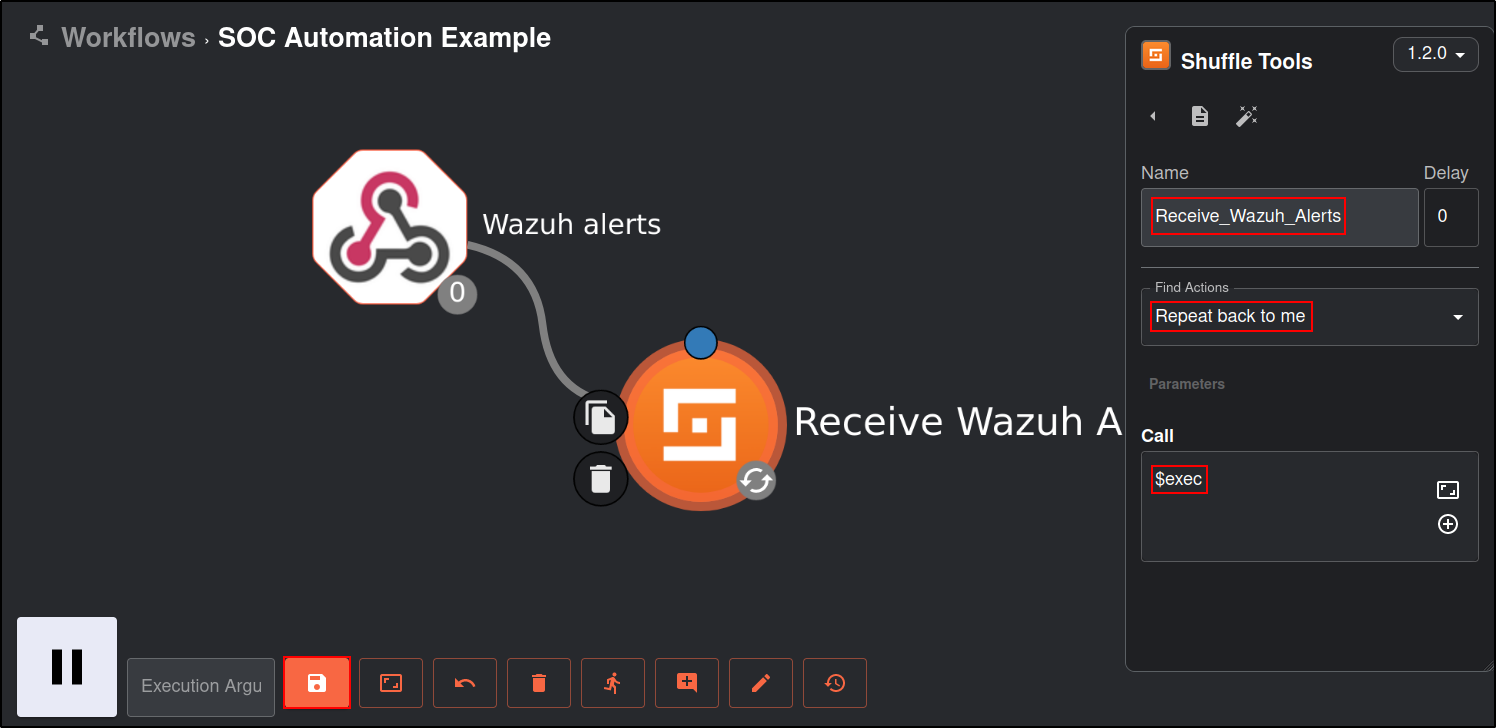 Workflows › SOC Automation Example
Wazuh alerts
0
Receive Wazuh A
Execution Argu
Shuffle Tools
1.2.0
Name
Delay
Receive_Wazuh_Alerts
0
Find Actions
Repeat back to me
Parameters
Call
$exec